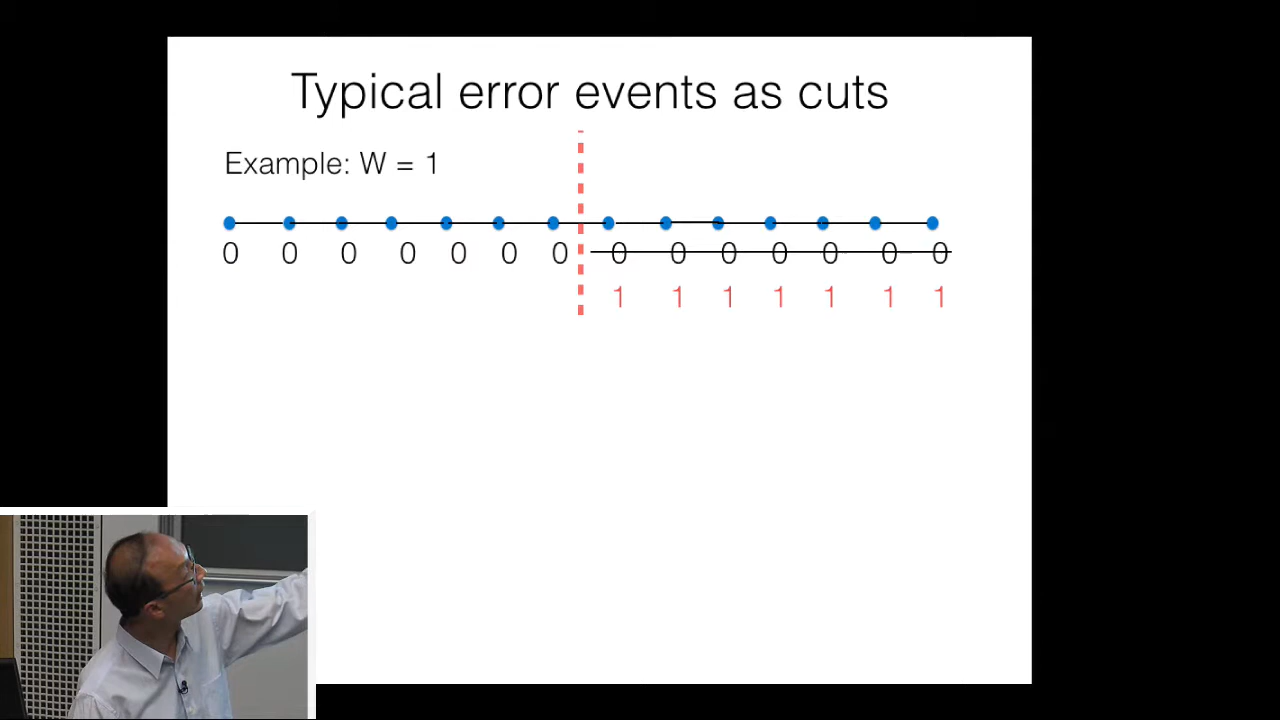 Typical error events as cuts
Example: W = 1
0 0 0 0 0 0 0 0 0 0 0 0 0 0
1 1 1 1 1 1 1